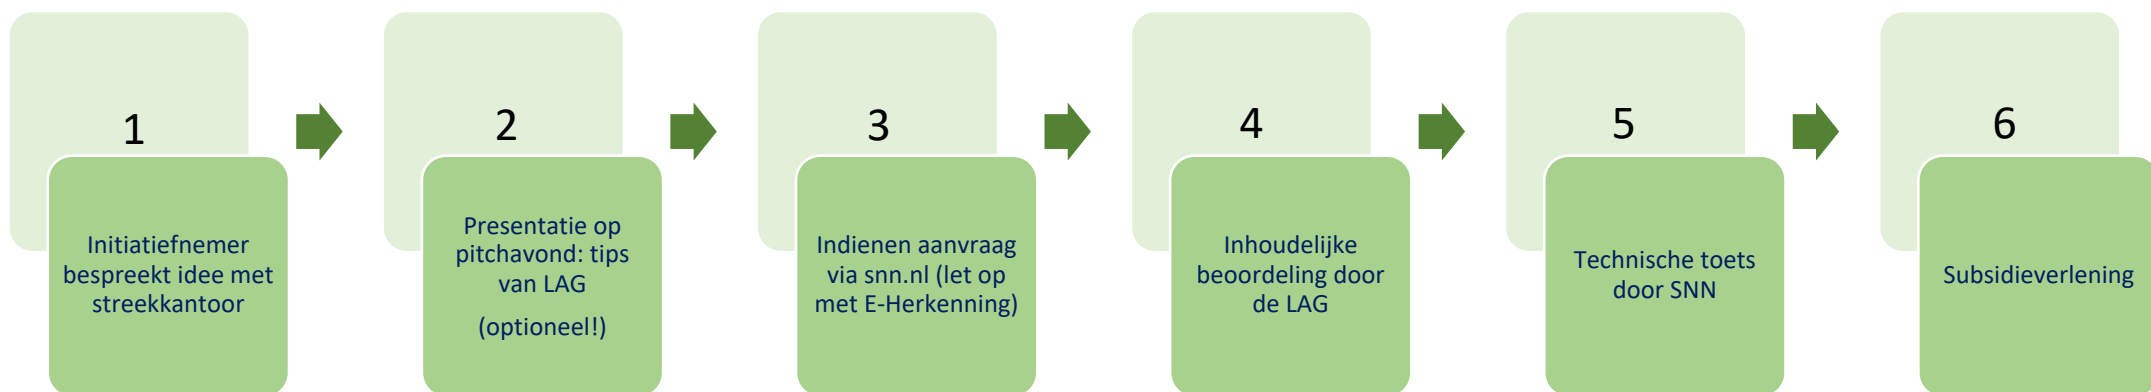 1
Initiatiefnemer
bespreekt idee met
streekkantoor
2
Presentatie op
pitchavond: tips
van LAG
(optioneel!)
3
Indienen aanvraag
via snn.nl (let op
met E-Herkenning)
4
Inhoudelijke
beoordeling door
de LAG
5
Technische toets
door SNN
6
Subsidieverlening